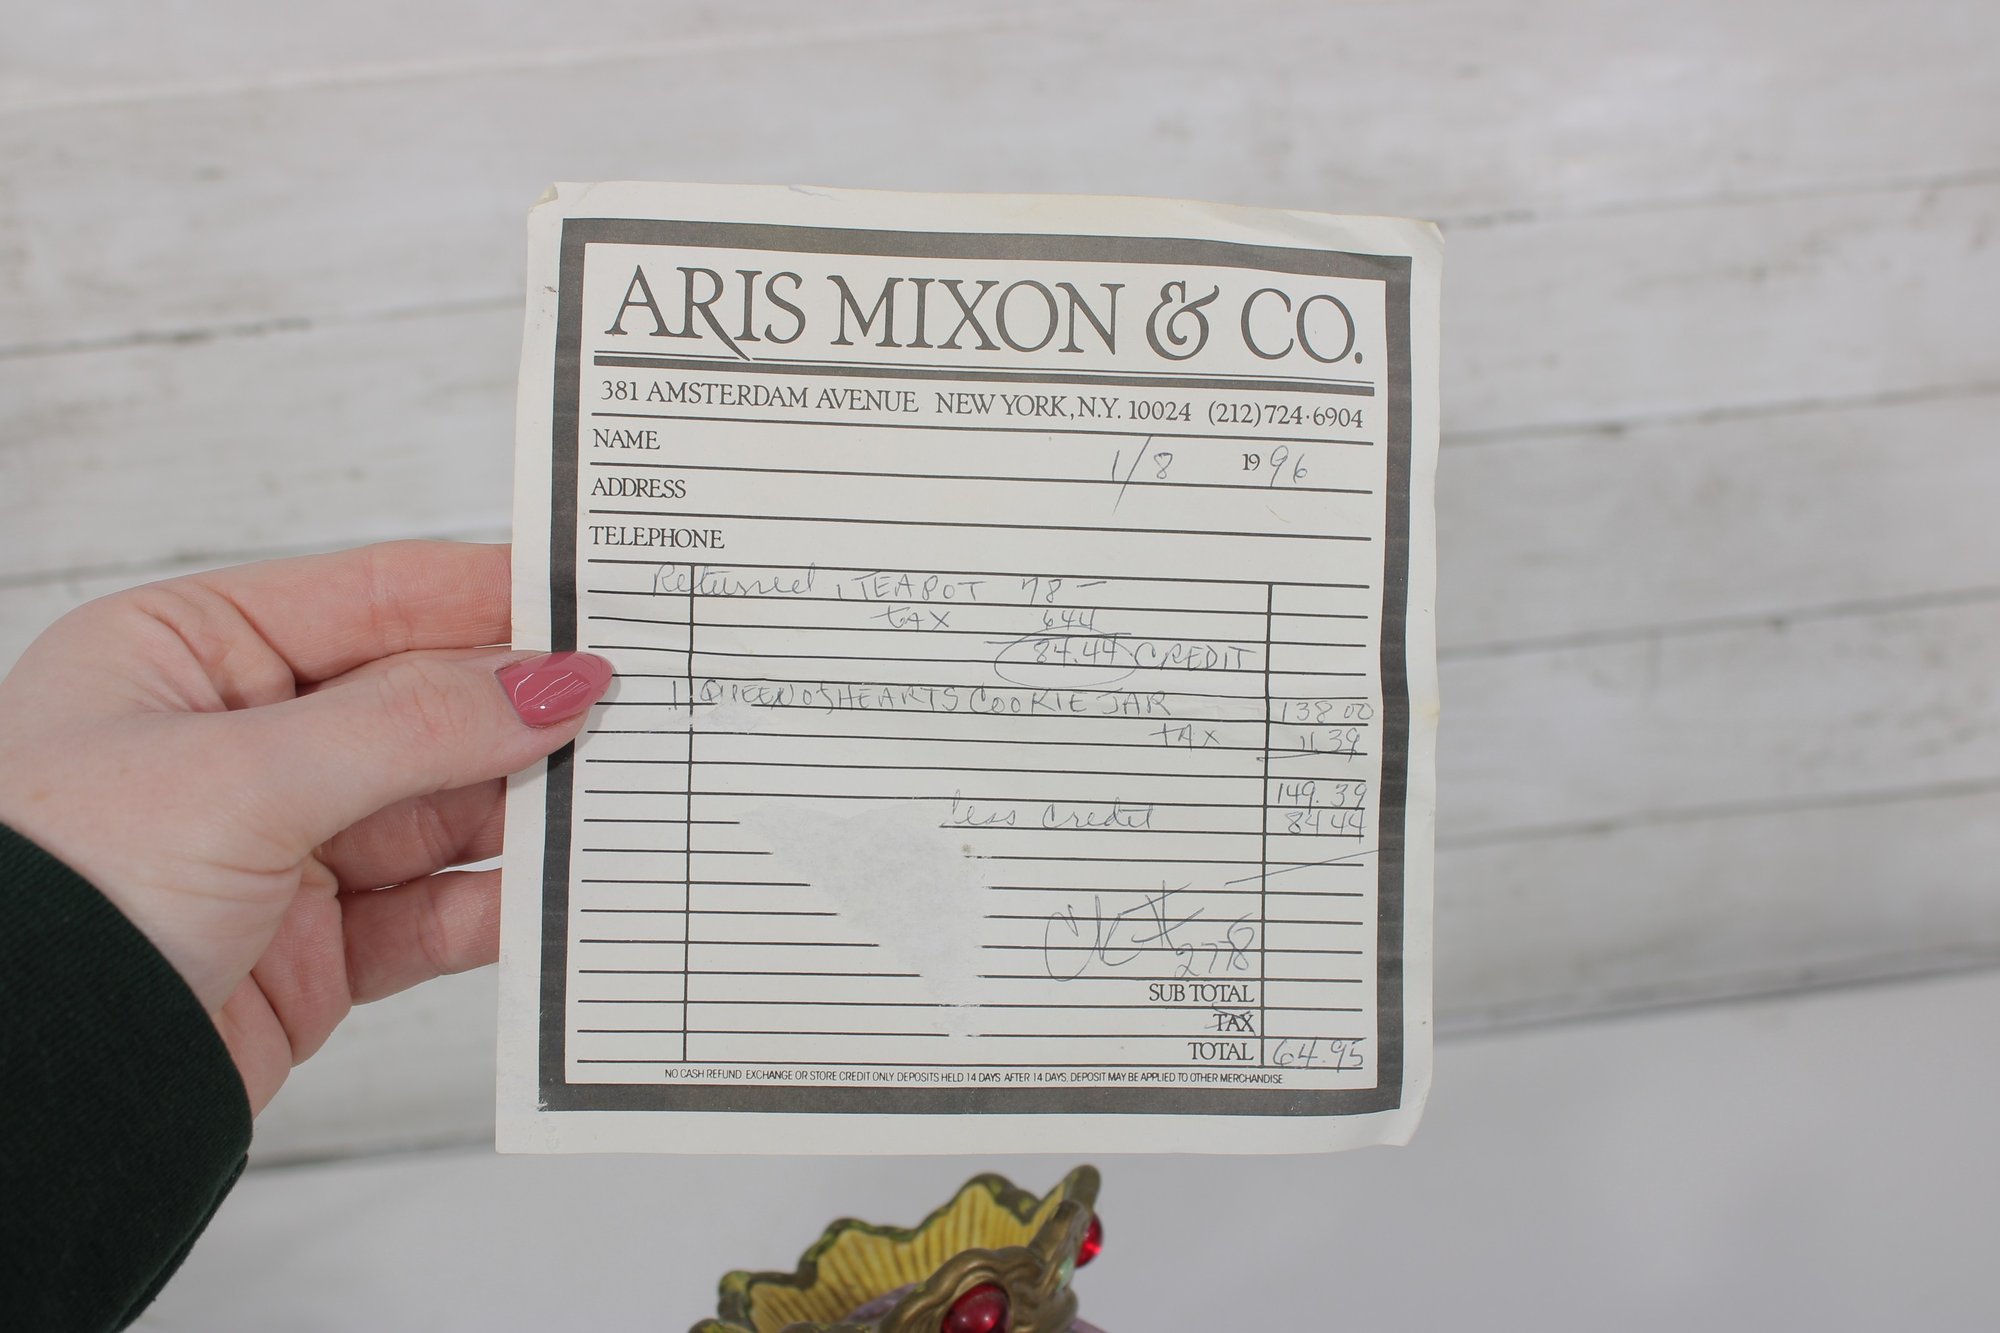 ARIS MIXON & CO.
381 AMSTERDAM AVENUE NEW YORK, N.Y. 10024 (212)724·6904
NAME 1/8 1996
ADDRESS
TELEPHONE
Returned 1 TEAPOT 78 —
TAX 644
84.44 CREDIT
1 QUEEN of HEARTS COOKIE JAR 138 00
TAX 11 39
149.39
less credit 84 44
CK # 2778
SUB TOTAL
TAX
TOTAL 64.95
NO CASH REFUND. EXCHANGE OR STORE CREDIT ONLY. DEPOSITS HELD 14 DAYS. AFTER 14 DAYS, DEPOSIT MAY BE APPLIED TO OTHER MERCHANDISE.